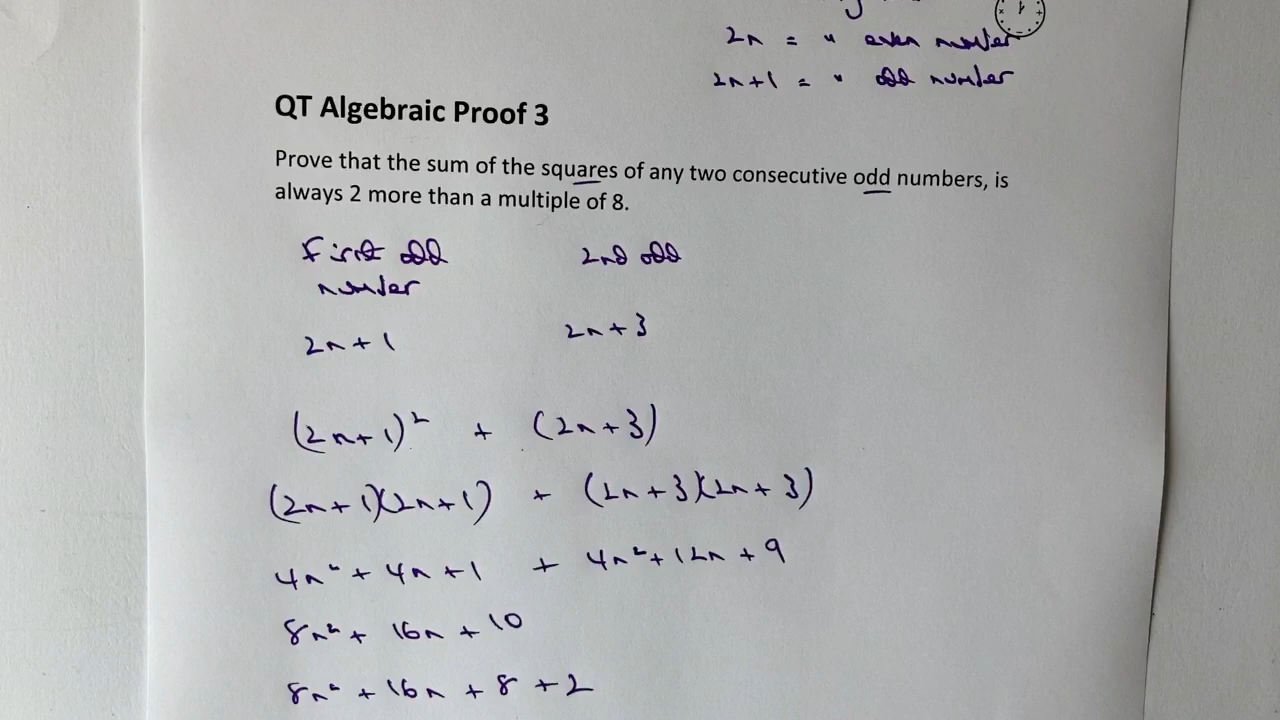 2n = " even number
2n+1 = " odd number
QT Algebraic Proof 3
Prove that the sum of the squares of any two consecutive odd numbers, is
always 2 more than a multiple of 8.
First odd 2nd odd
number
2n+1 2n+3
(2n+1)² + (2n+3)
(2n+1)(2n+1) + (2n+3)(2n+3)
4n² + 4n +1 + 4n² + 12n + 9
8n² + 16n + 10
8n² + 16n + 8 + 2